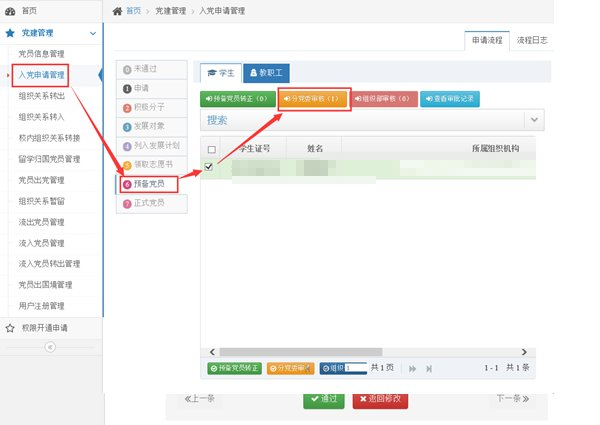 首页
党建管理
党员信息管理
入党申请管理
组织关系转出
组织关系转入
校内组织关系转接
留学归国党员管理
党员出党管理
组织关系暂留
流出党员管理
流入党员管理
流入党员转出管理
党员出国境管理
用户注册管理
权限开通申请
首页 党建管理 入党申请管理
申请流程 流程日志
0 未通过
1 申请
2 积极分子
3 发展对象
4 列入发展计划
5 领取志愿书
6 预备党员
7 正式党员
学生 教职工
预备党员转正(0) 分党委审核(1) 组织部审核(0) 查看审批记录
搜索
学生证号 姓名 所属组织机构
预备党员转正 分党委审 组织 1 共1页 1 - 1 共1条
上一条 通过 返回修改 下一条